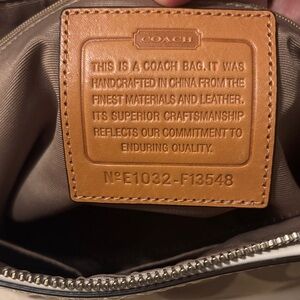 COACH
THIS IS A COACH BAG. IT WAS
HANDCRAFTED IN CHINA FROM THE
FINEST MATERIALS AND LEATHER.
ITS SUPERIOR CRAFTSMANSHIP
REFLECTS OUR COMMITMENT TO
ENDURING QUALITY.
NºE1032-F13548